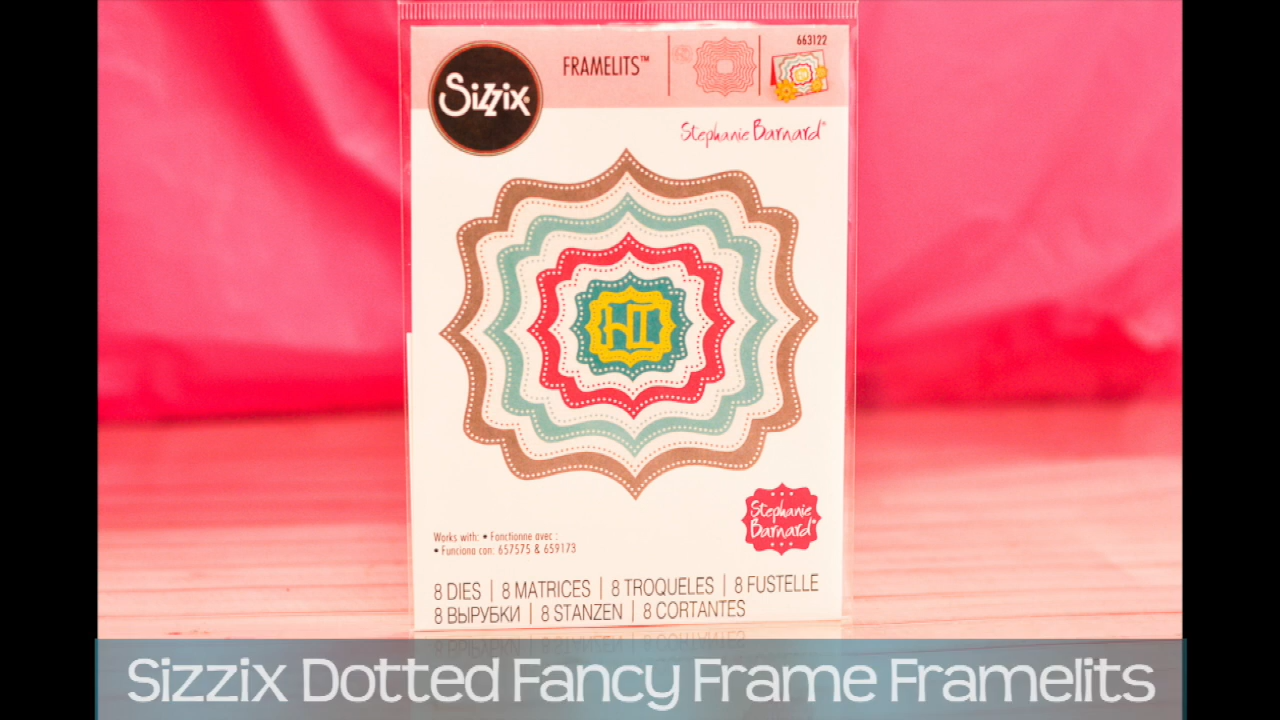 Sizzix
FRAMELITS™
663122
Stephanie Barnard®
HI
Stephanie
Barnard®
Works with: • Fonctionne avec :
• Funciona con: 657575 & 659173
8 DIES | 8 MATRICES | 8 TROQUELES | 8 FUSTELLE
8 ВЫРУБКИ | 8 STANZEN | 8 CORTANTES
Sizzix Dotted Fancy Frame Framelits